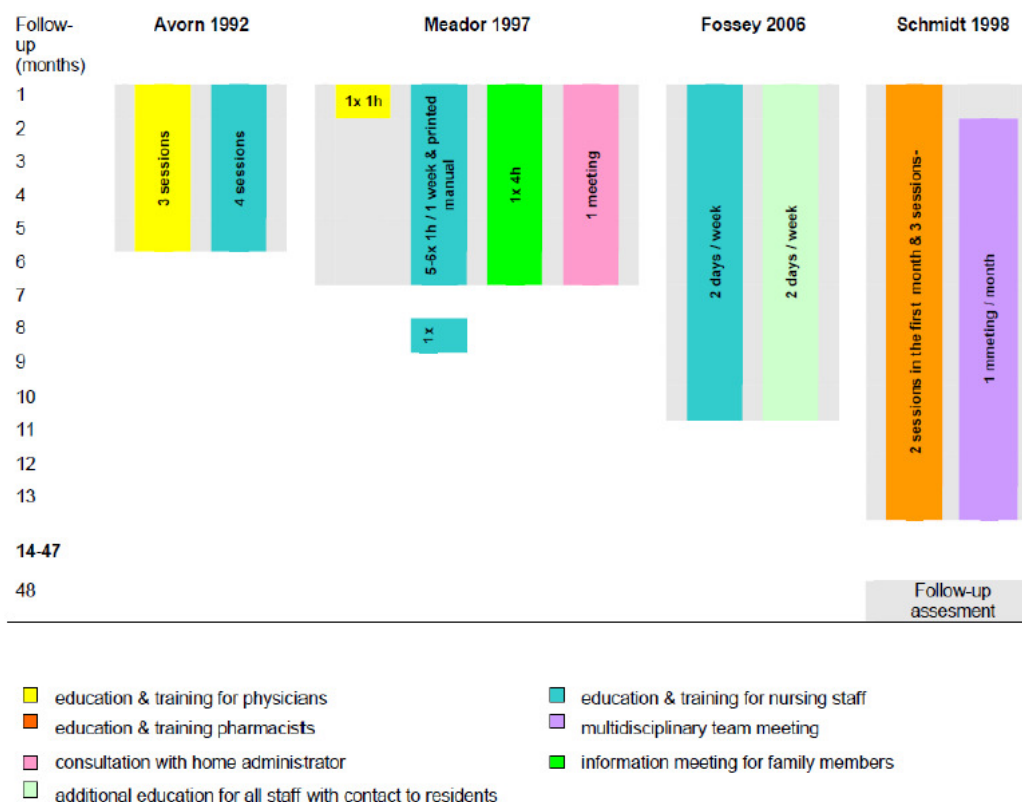 Follow-
up
(months)
Avorn 1992
Meador 1997
Fossey 2006
Schmidt 1998
1
2
3
4
5
6
7
8
9
10
11
12
13
14-47
48
3 sessions
4 sessions
1x 1h
5-6x 1h / 1 week & printed
manual
1x 4h
1 meeting
1x
2 days / week
2 days / week
2 sessions in the first month & 3 sessions-
1 mmeting / month
Follow-up
assesment
education & training for physicians
education & training for nursing staff
education & training pharmacists
multidisciplinary team meeting
consultation with home administrator
information meeting for family members
additional education for all staff with contact to residents